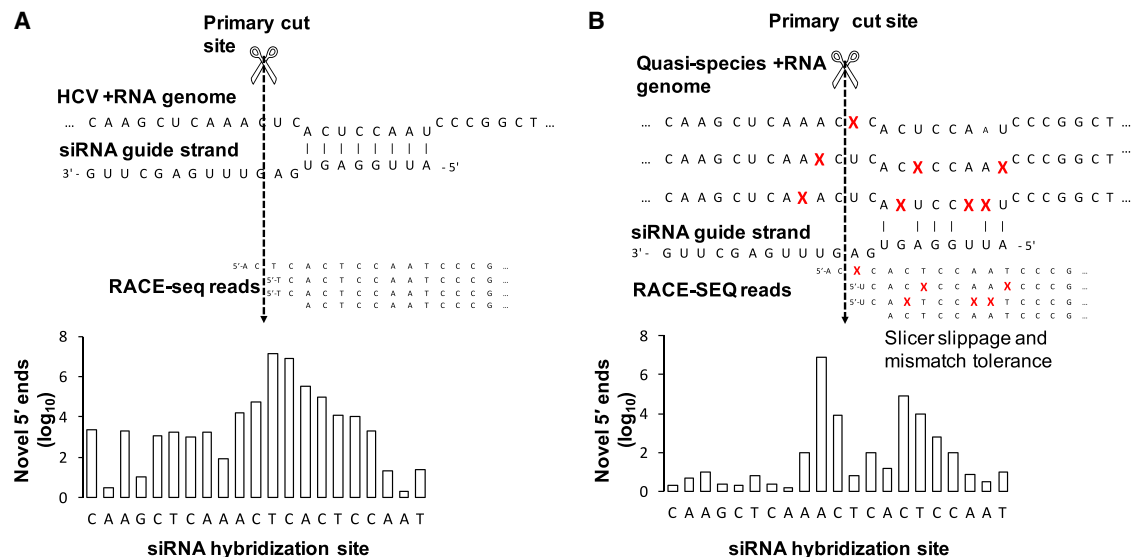 A
Primary cut
site
HCV +RNA genome
... C A A G C U C A A A C U C A C U C C A A U C C C G G C T ...
siRNA guide strand
3'- G U U C G A G U U U G A G U G A G G U U A - 5'
5'-A C T C A C T C C A A T C C C G ...
RACE-seq reads
5'-T C A C T C C A A T C C C G ...
5'-T C A C T C C A A T C C C G ...
A C T C C A A T C C C G ...
Novel 5′ ends
(log10)
8
6
4
2
0
C A A G C T C A A A C T C A C T C C A A T
siRNA hybridization site
B
Primary cut site
Quasi-species +RNA
genome
... C A A G C U C A A A C X C A C U C C A A U C C C G G C T ...
... C A A G C U C A A X C U C A C X C C A A X C C C G G C T ...
... C A A G C U C A X A C U C A X U C C X X U C C C G G C T ...
siRNA guide strand
3'- G U U C G A G U U U G A G U G A G G U U A - 5'
5'-A C X C A C T C C A A T C C C G ...
RACE-SEQ reads
5'-U C A C X C C A A X C C C G ...
5'-U C A X T C C X X T C C C G ...
A C T C C A A T C C C G ...
Slicer slippage and
mismatch tolerance
Novel 5′ ends
(log10)
8
6
4
2
0
C A A G C T C A A A C T C A C T C C A A T
siRNA hybridization site